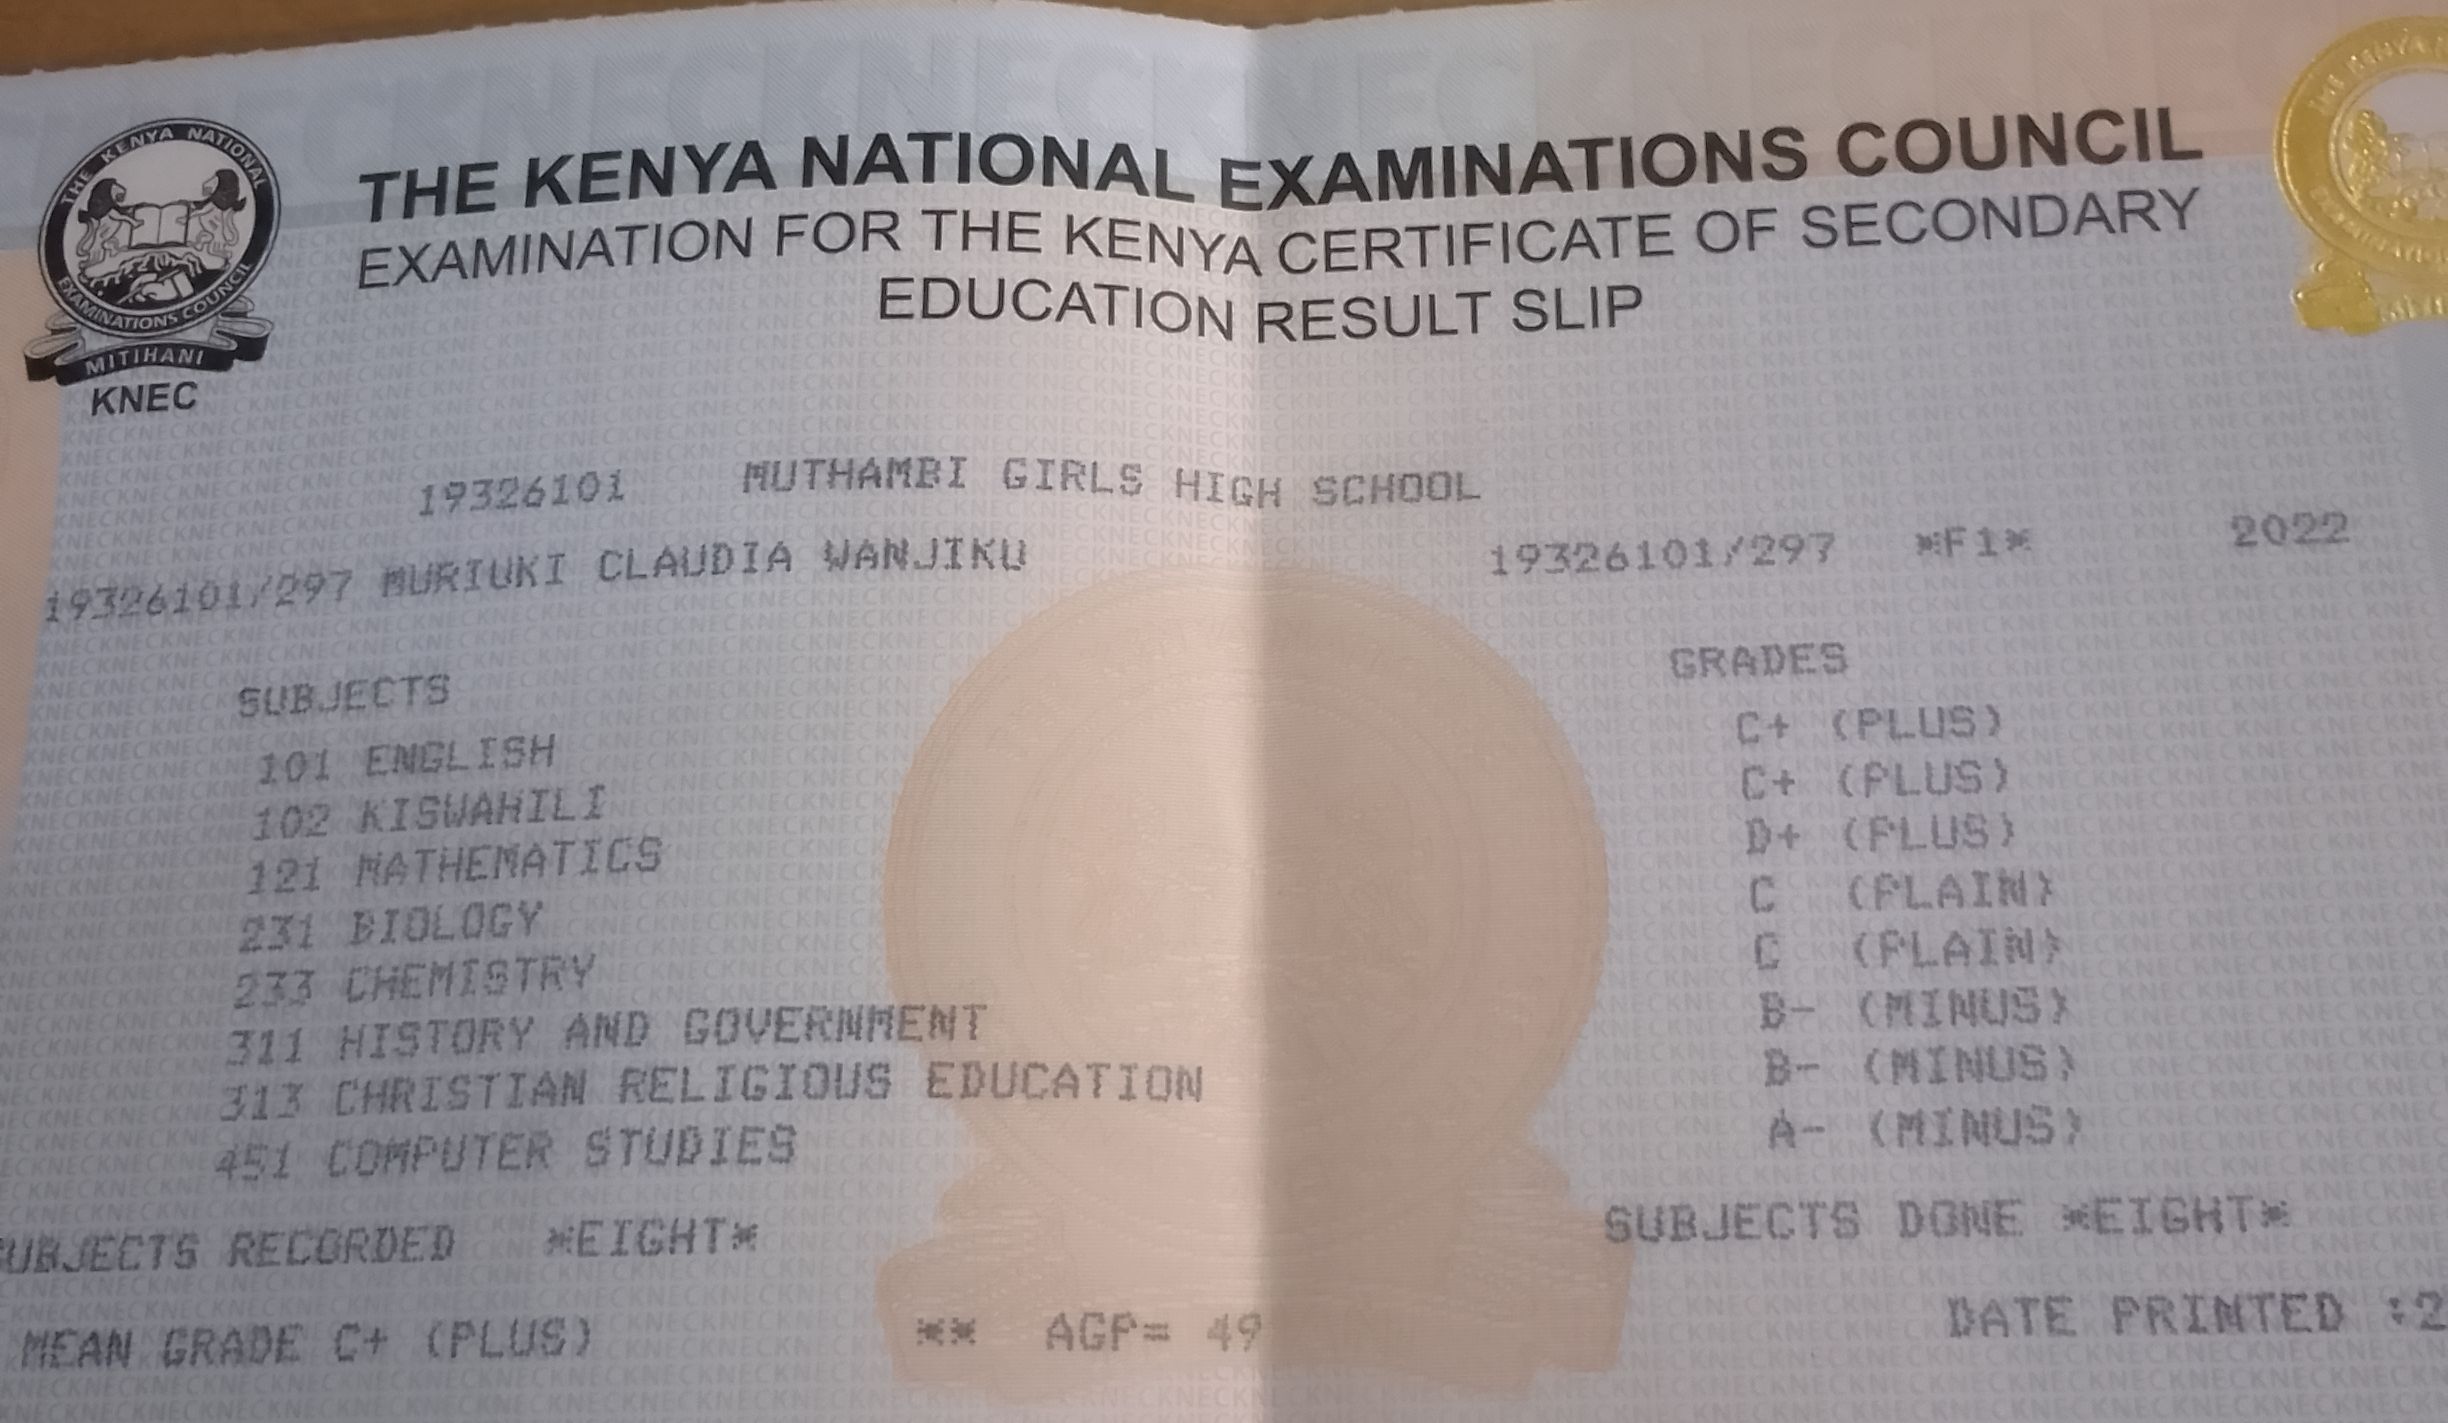 THE KENYA NATIONAL EXAMINATIONS COUNCIL
EXAMINATION FOR THE KENYA CERTIFICATE OF SECONDARY
EDUCATION RESULT SLIP
THE KENYA NATIONAL
EXAMINATIONS COUNCIL
MITIHANI
KNEC
19326101 MUTHAMBI GIRLS HIGH SCHOOL
19326101/297 MURIUKI CLAUDIA WANJIKU 19326101/297 *F1* 2022
SUBJECTS GRADES
101 ENGLISH C+ (PLUS)
102 KISWAHILI C+ (PLUS)
121 MATHEMATICS D+ (PLUS)
231 BIOLOGY C (PLAIN)
233 CHEMISTRY C (PLAIN)
311 HISTORY AND GOVERNMENT B- (MINUS)
313 CHRISTIAN RELIGIOUS EDUCATION B- (MINUS)
451 COMPUTER STUDIES A- (MINUS)
SUBJECTS RECORDED *EIGHT* SUBJECTS DONE *EIGHT*
MEAN GRADE C+ (PLUS) ** AGP= 49 DATE PRINTED :2